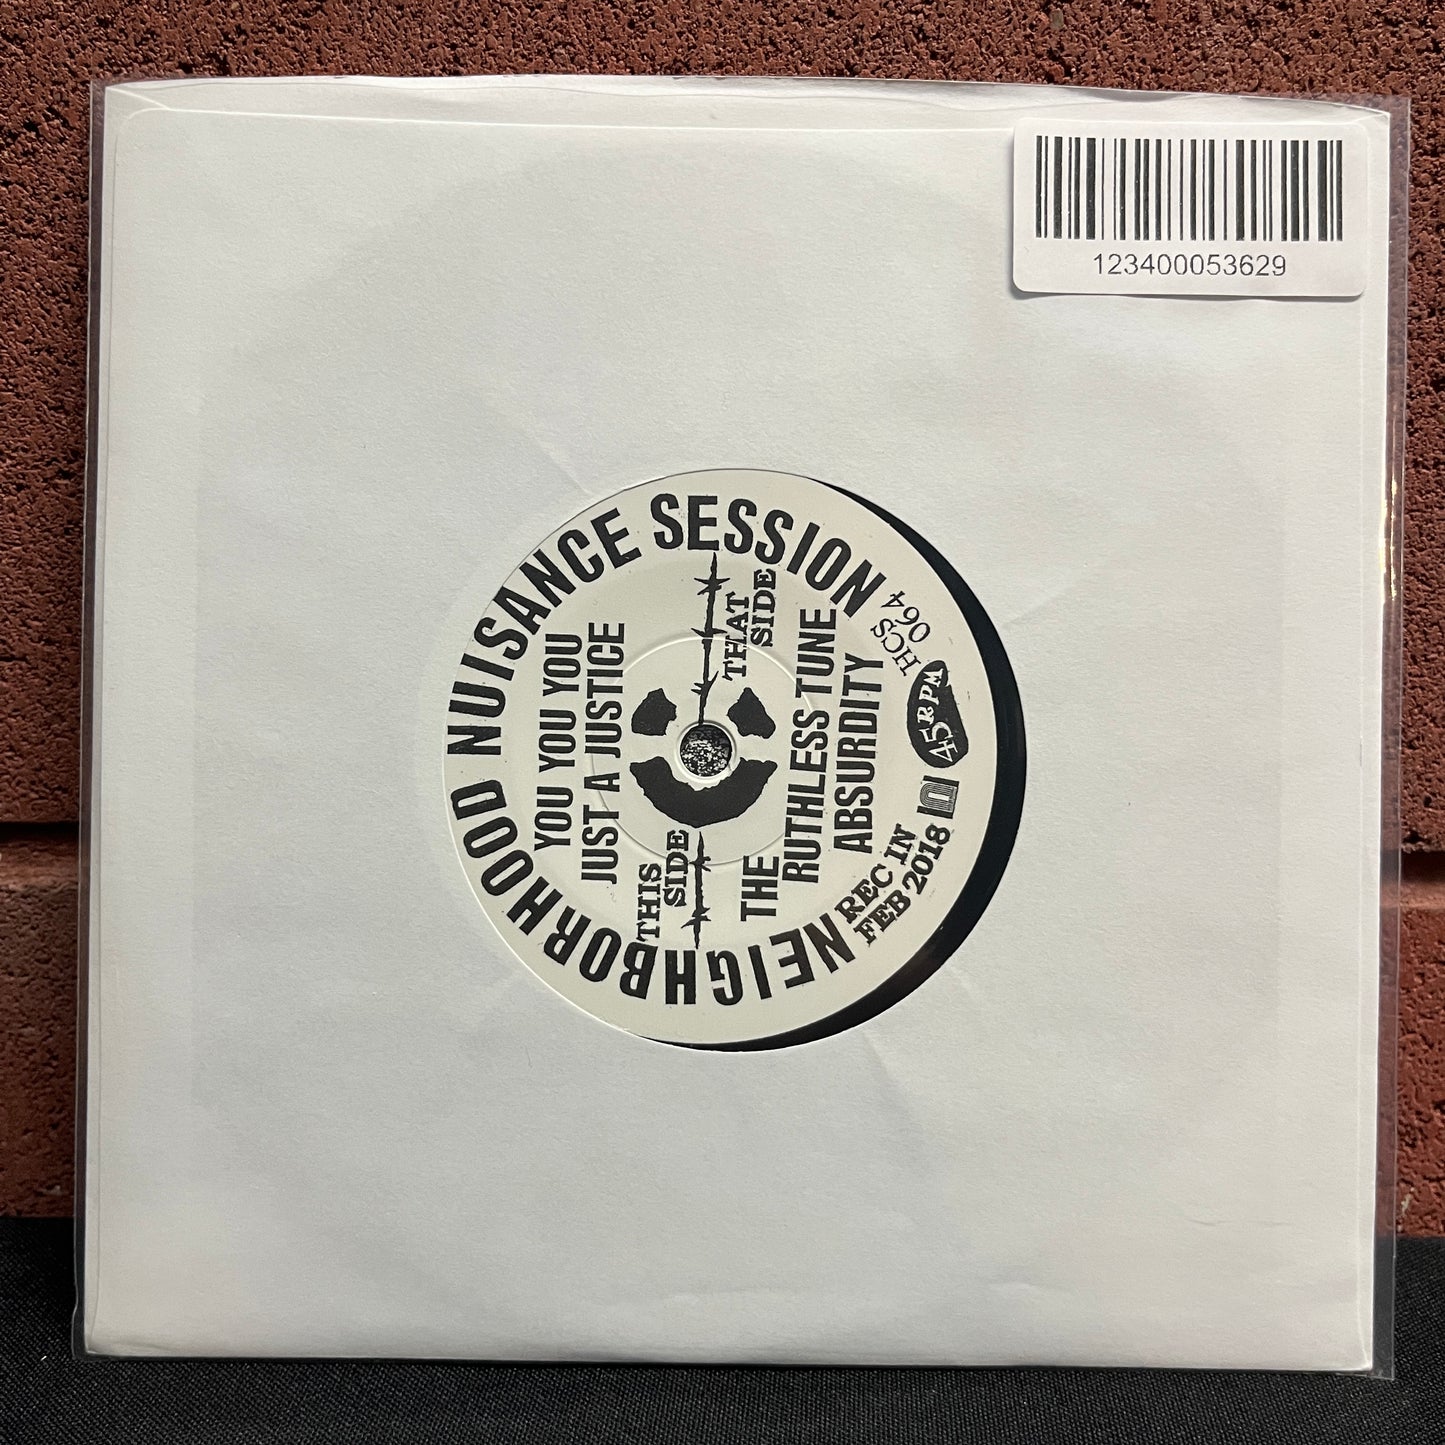 123400053629
NEIGHBORHOOD NUISANCE SESSION
YOU YOU YOU
JUST A JUSTICE
THIS
SIDE
THAT
SIDE
THE
RUTHLESS TUNE
ABSURDITY
REC IN
FEB 2018
45 RPM
HCS
064